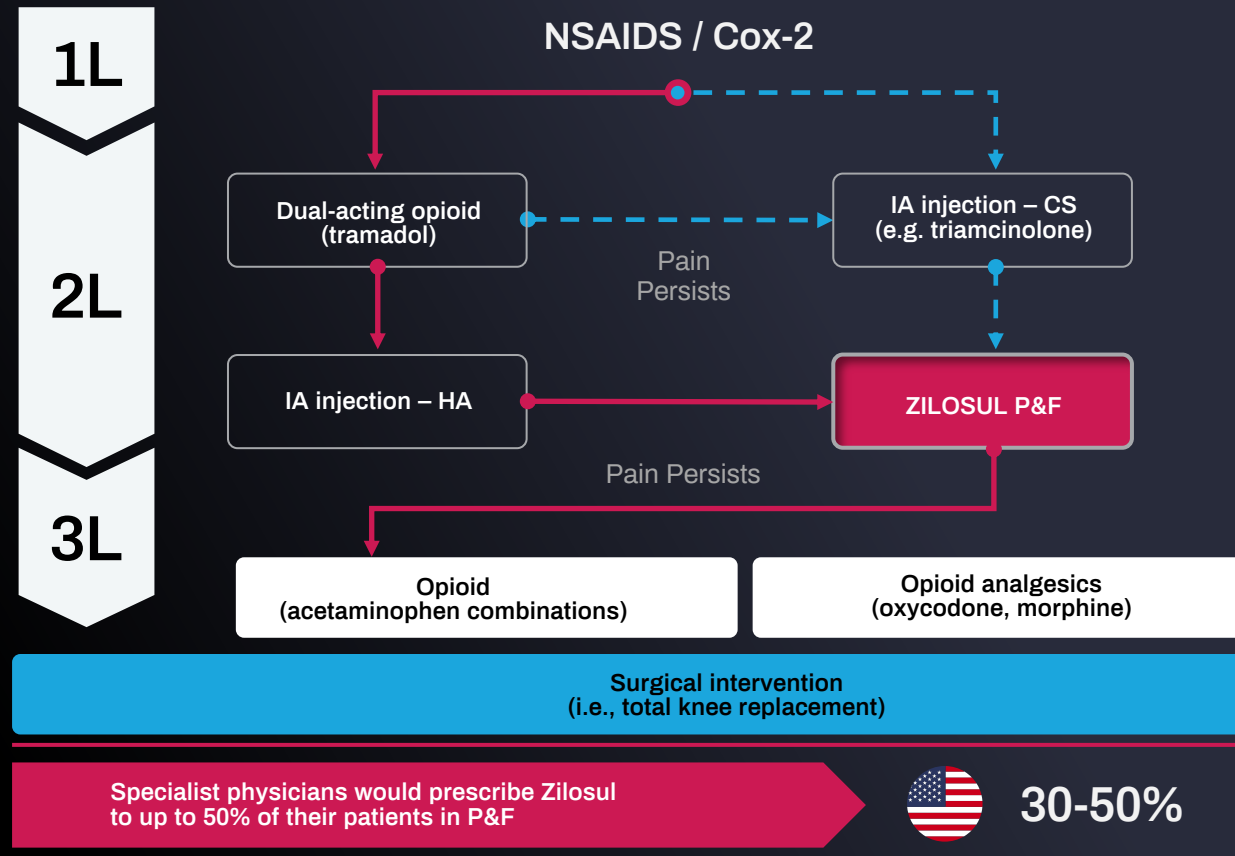 1L
NSAIDS / Cox-2
2L
Dual-acting opioid
(tramadol)
IA injection – CS
(e.g. triamcinolone)
Pain
Persists
IA injection – HA
ZILOSUL P&F
Pain Persists
3L
Opioid
(acetaminophen combinations)
Opioid analgesics
(oxycodone, morphine)
Surgical intervention
(i.e., total knee replacement)
Specialist physicians would prescribe Zilosul
to up to 50% of their patients in P&F
30-50%